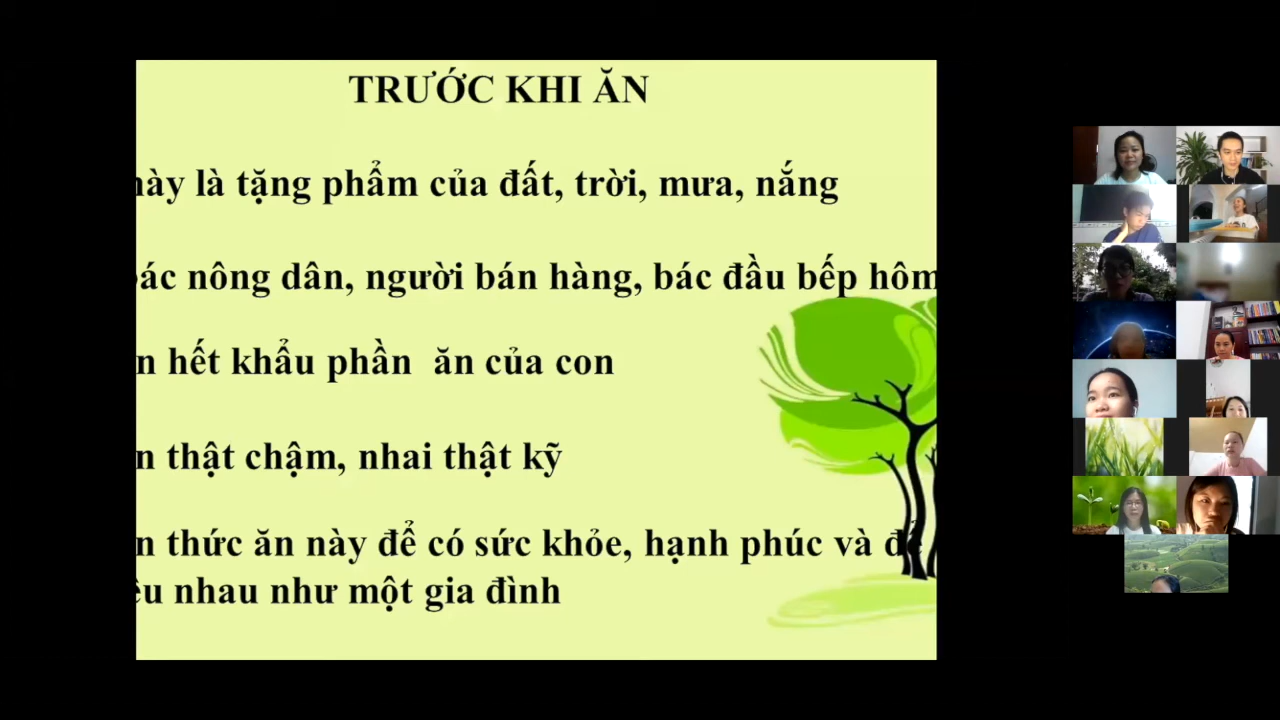 TRƯỚC KHI ĂN
này là tặng phẩm của đất, trời, mưa, nắng
bác nông dân, người bán hàng, bác đầu bếp hôm
hết khẩu phần ăn của con
thật chậm, nhai thật kỹ
thức ăn này để có sức khỏe, hạnh phúc và để
nhau như một gia đình